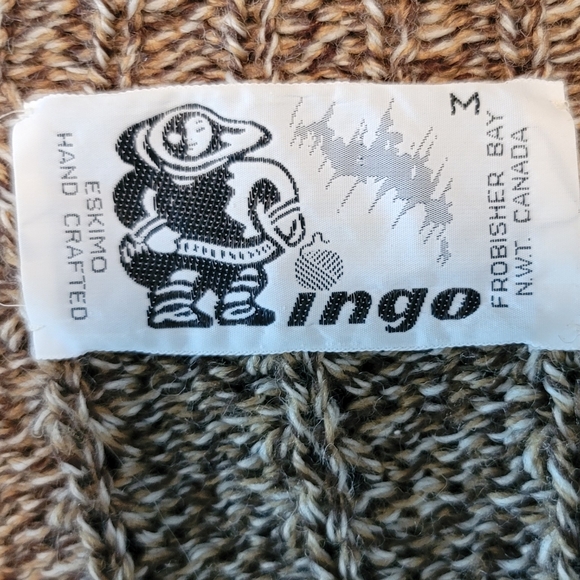 ESKIMO
HAND CRAFTED
ingo
M
FROBISHER BAY
NWT. CANADA